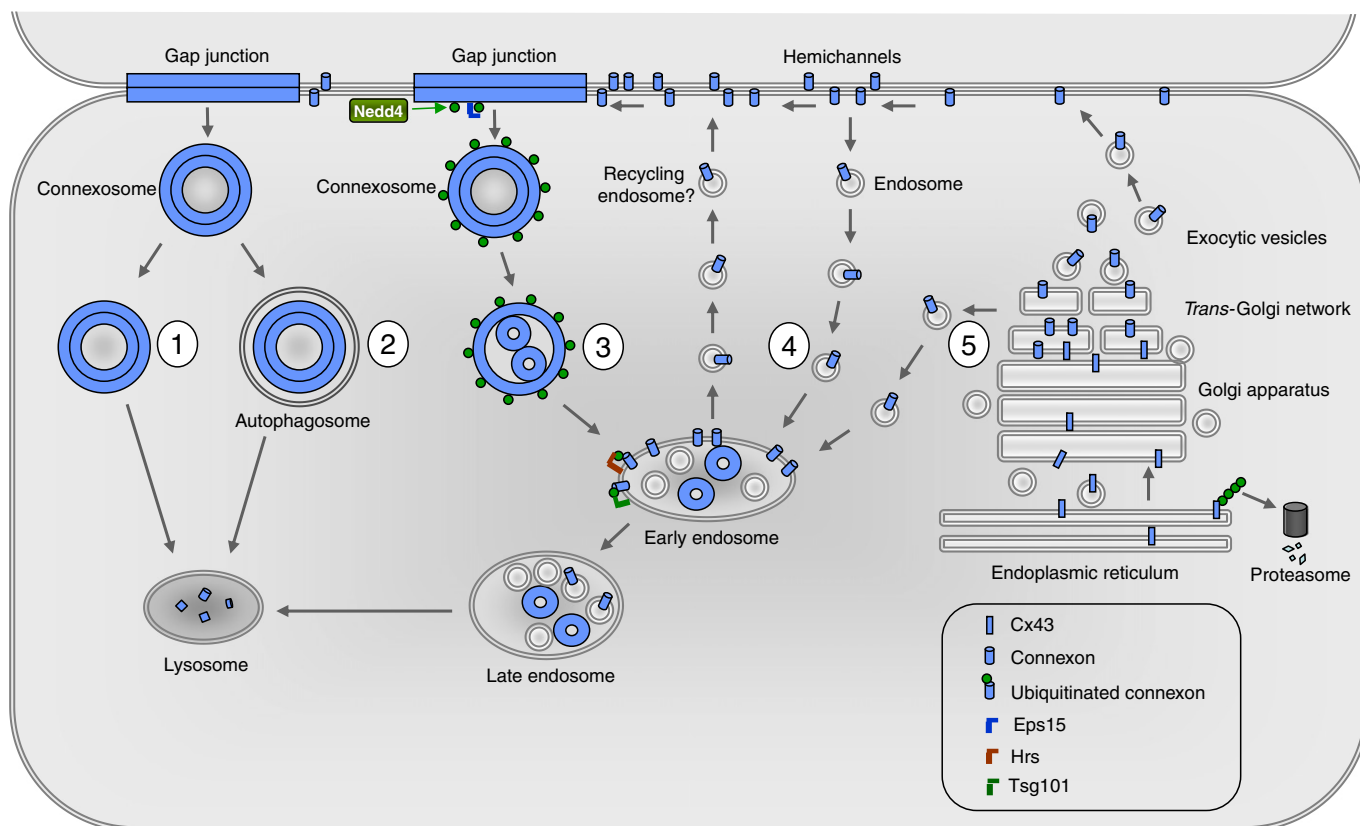 Gap junction
Gap junction
Hemichannels
Nedd4
Connexosome
Connexosome
Recycling
endosome?
Endosome
Exocytic vesicles
Trans-Golgi network
1
2
3
4
5
Autophagosome
Golgi apparatus
Early endosome
Endoplasmic reticulum
Proteasome
Lysosome
Late endosome
Cx43
Connexon
Ubiquitinated connexon
Eps15
Hrs
Tsg101